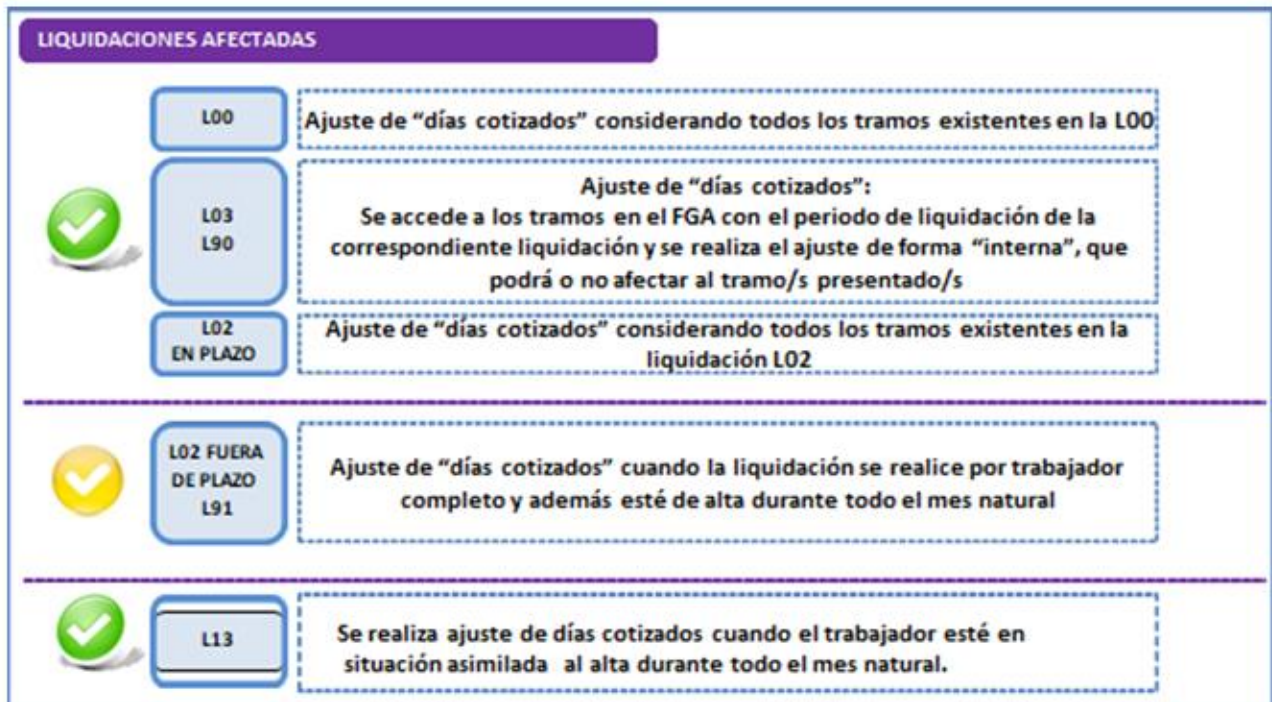 LIQUIDACIONES AFECTADAS
L00
Ajuste de “días cotizados” considerando todos los tramos existentes en la L00
L03
L90
Ajuste de “días cotizados”:
Se accede a los tramos en el FGA con el periodo de liquidación de la
correspondiente liquidación y se realiza el ajuste de forma “interna”, que
podrá o no afectar al tramo/s presentado/s
L02
EN PLAZO
Ajuste de “días cotizados” considerando todos los tramos existentes en la
liquidación L02
L02 FUERA
DE PLAZO
L91
Ajuste de “días cotizados” cuando la liquidación se realice por trabajador
completo y además esté de alta durante todo el mes natural
L13
Se realiza ajuste de días cotizados cuando el trabajador esté en
situación asimilada al alta durante todo el mes natural.